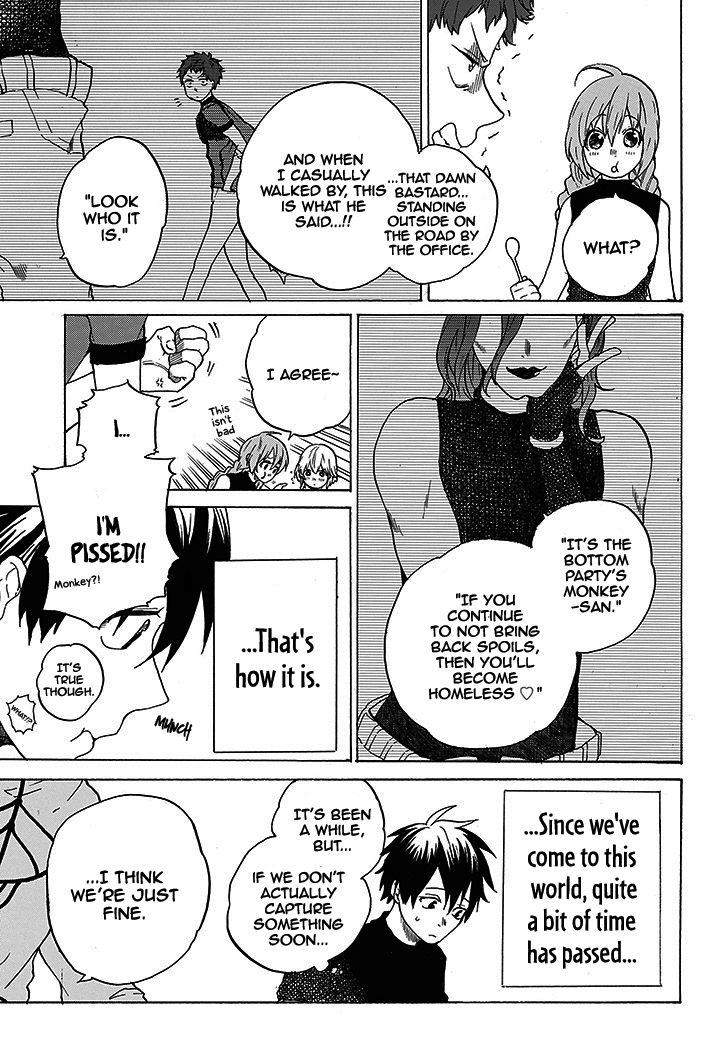 WHAT?
...THAT DAMN
BASTARD...
STANDING
OUTSIDE ON
THE ROAD BY
THE OFFICE.
AND WHEN
I CASUALLY
WALKED BY, THIS
IS WHAT HE
SAID...!!
"LOOK
WHO IT
IS."
"IT'S THE
BOTTOM
PARTY'S
MONKEY
-SAN."
"IF YOU
CONTINUE
TO NOT BRING
BACK SPOILS,
THEN YOU'LL
BECOME
HOMELESS ♡"
I AGREE~
This
isn't
bad
I...
I'M
PISSED!!
Monkey?!
...That's
how it is.
IT'S
TRUE
THOUGH.
WHAT?
MUNCH
...Since we've
come to this
world, quite
a bit of time
has passed...
IT'S BEEN
A WHILE,
BUT...
IF WE DON'T
ACTUALLY
CAPTURE
SOMETHING
SOON...
...I THINK
WE'RE JUST
FINE.